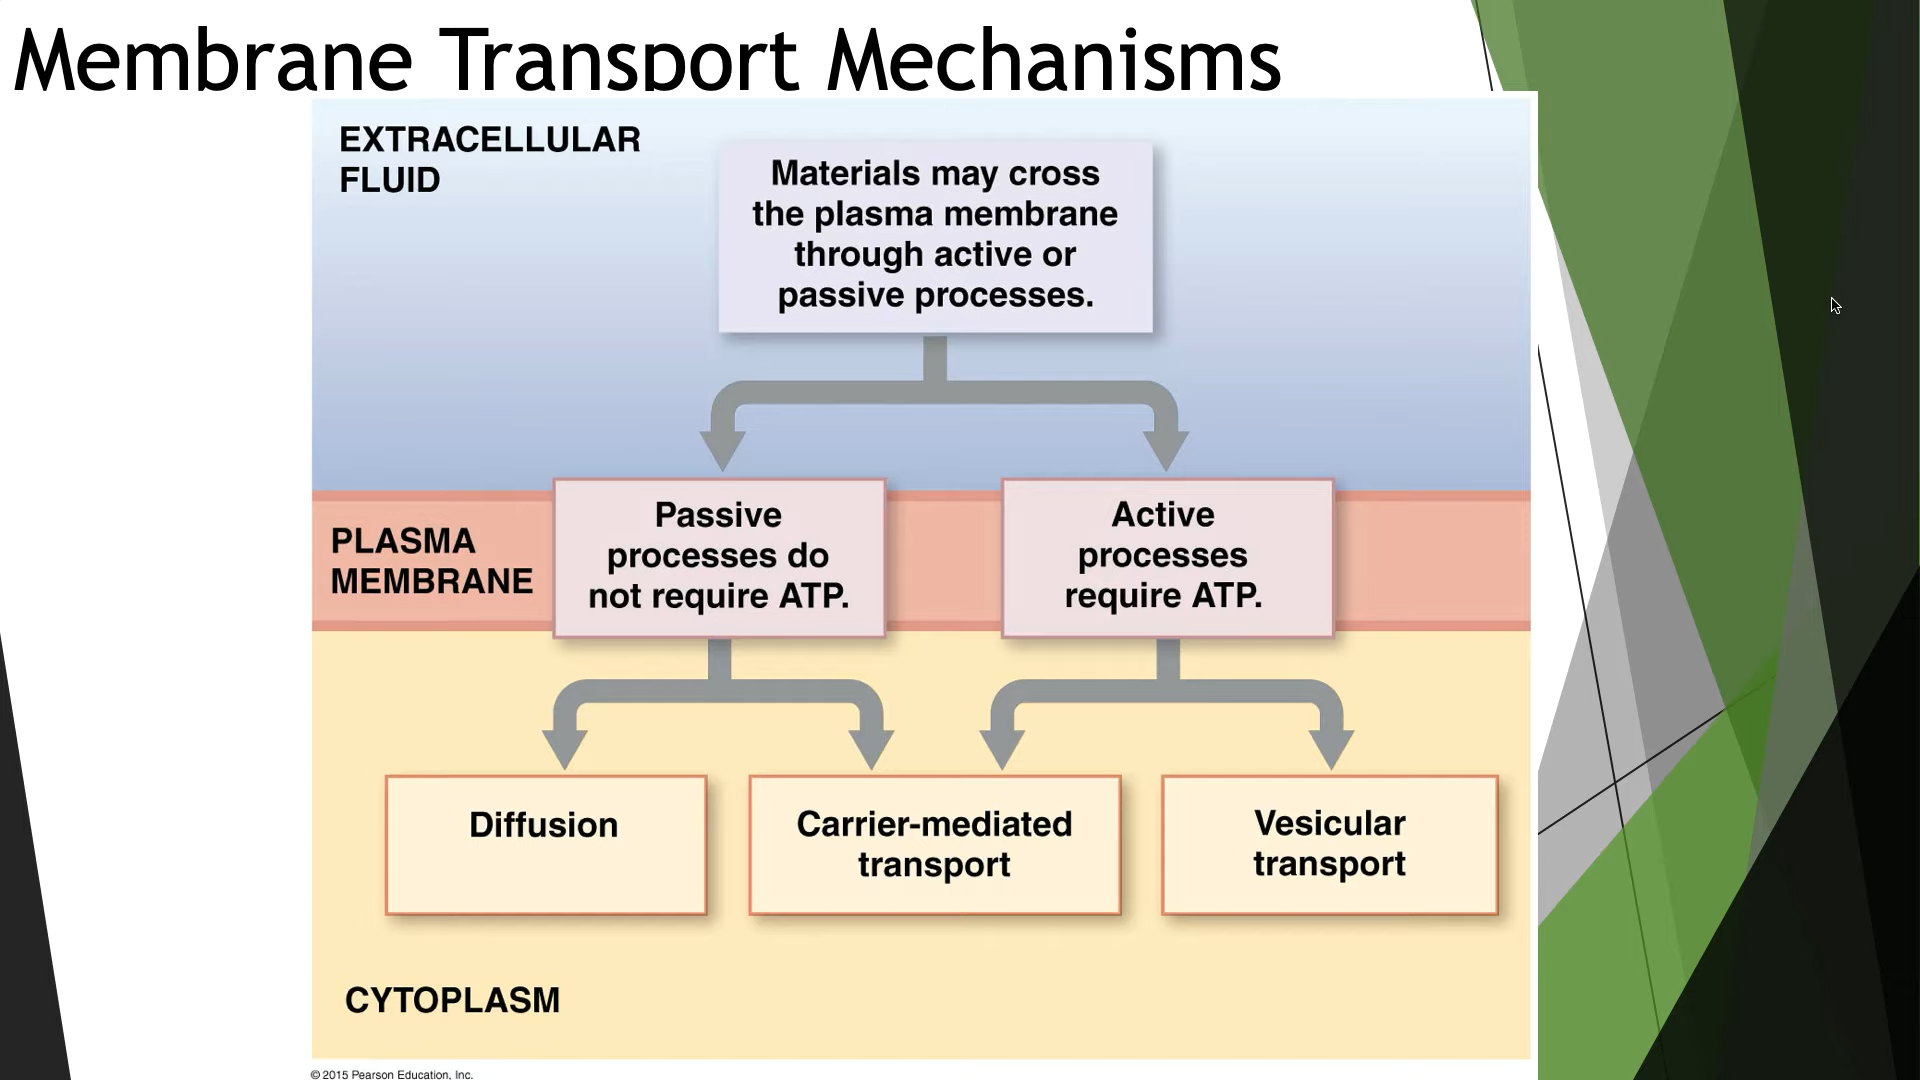 Membrane Transport Mechanisms
EXTRACELLULAR
FLUID
Materials may cross
the plasma membrane
through active or
passive processes.
PLASMA
MEMBRANE
Passive
processes do
not require ATP.
Active
processes
require ATP.
Diffusion
Carrier-mediated
transport
Vesicular
transport
CYTOPLASM
© 2015 Pearson Education, Inc.